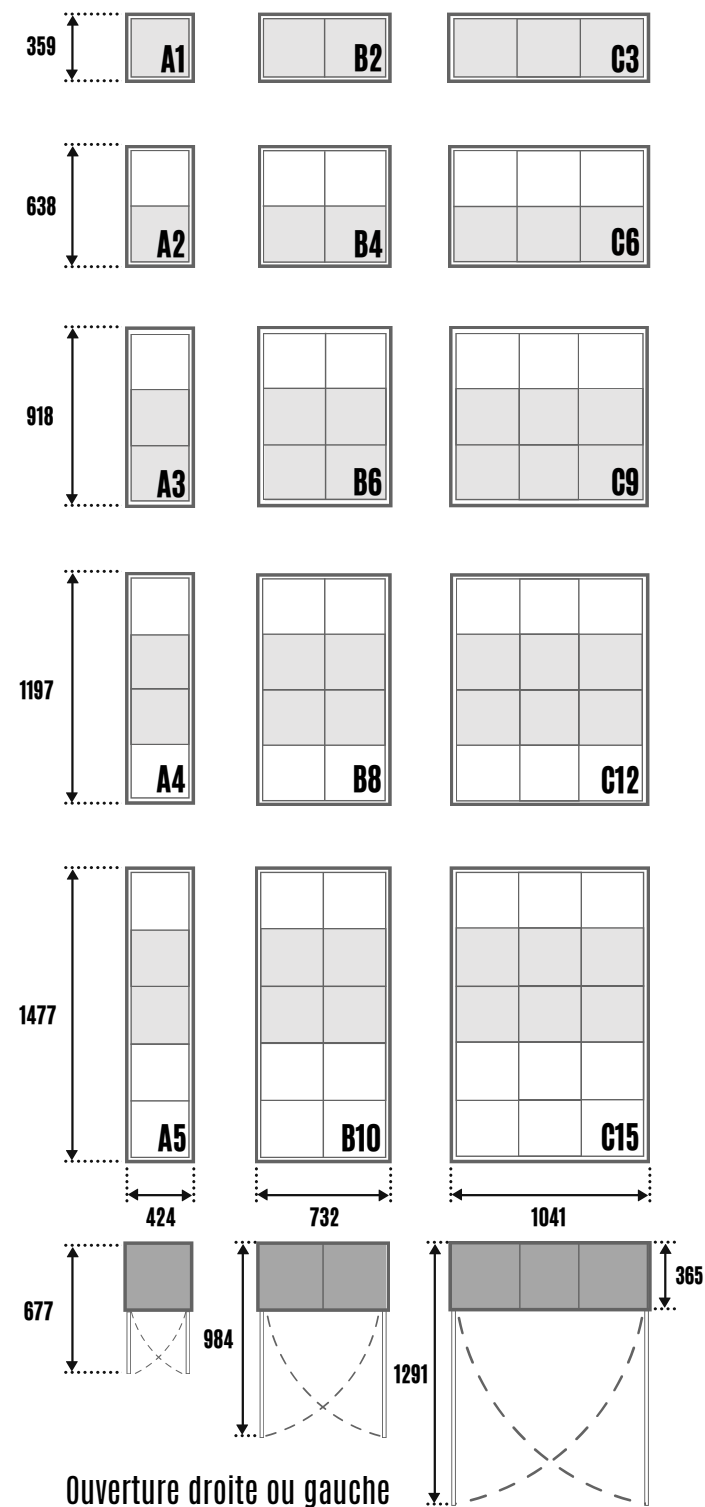 359
A1
B2
C3
638
A2
B4
C6
918
A3
B6
C9
1197
A4
B8
C12
1477
A5
B10
C15
424
732
1041
365
677
984
1291
Ouverture droite ou gauche